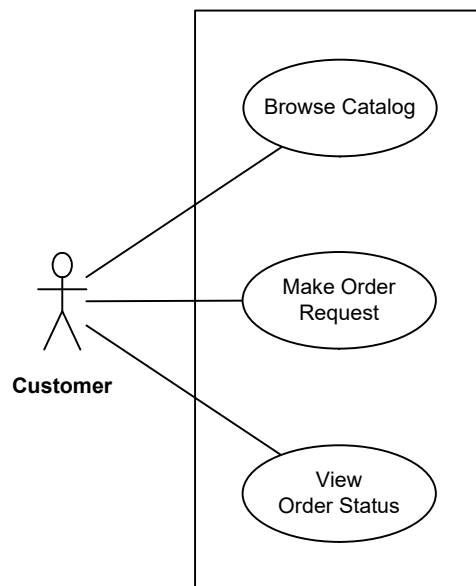 Browse Catalog
Make Order
Request
Customer
View
Order Status